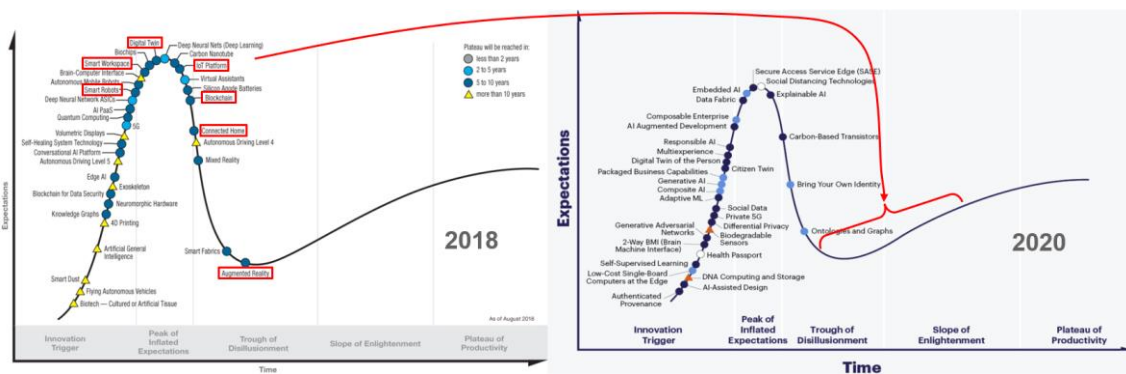 Expectations
Digital Twin
Biochips
Smart Workspace
Brain-Computer Interface
Autonomous Mobile Robots
Smart Robots
Deep Neural Network ASICs
AI PaaS
Quantum Computing
5G
Volumetric Displays
Self-Healing System Technology
Conversational AI Platform
Autonomous Driving Level 5
Edge AI
Exoskeleton
Blockchain for Data Security
Neuromorphic Hardware
Knowledge Graphs
4D Printing
Artificial General
Intelligence
Smart Dust
Flying Autonomous Vehicles
Biotech — Cultured or Artificial Tissue
Deep Neural Nets (Deep Learning)
Carbon Nanotube
IoT Platform
Virtual Assistants
Silicon Anode Batteries
Blockchain
Connected Home
Autonomous Driving Level 4
Mixed Reality
Smart Fabrics
Augmented Reality
Plateau will be reached in:
less than 2 years
2 to 5 years
5 to 10 years
more than 10 years
2018
As of August 2018
Innovation
Trigger
Peak of
Inflated
Expectations
Trough of
Disillusionment
Slope of Enlightenment
Plateau of
Productivity
Time
Expectations
Secure Access Service Edge (SASE)
Social Distancing Technologies
Embedded AI
Explainable AI
Data Fabric
Composable Enterprise
AI Augmented Development
Carbon-Based Transistors
Responsible AI
Multiexperience
Digital Twin of the Person
Citizen Twin
Packaged Business Capabilities
Generative AI
Composite AI
Adaptive ML
Bring Your Own Identity
Social Data
Private 5G
Generative Adversarial
Networks
Differential Privacy
Biodegradable
Sensors
Ontologies and Graphs
2-Way BMI (Brain
Machine Interface)
Health Passport
Self-Supervised Learning
Low-Cost Single-Board
Computers at the Edge
DNA Computing and Storage
AI-Assisted Design
Authenticated
Provenance
2020
Innovation
Trigger
Peak of
Inflated
Expectations
Trough of
Disillusionment
Slope of
Enlightenment
Plateau of
Productivity
Time